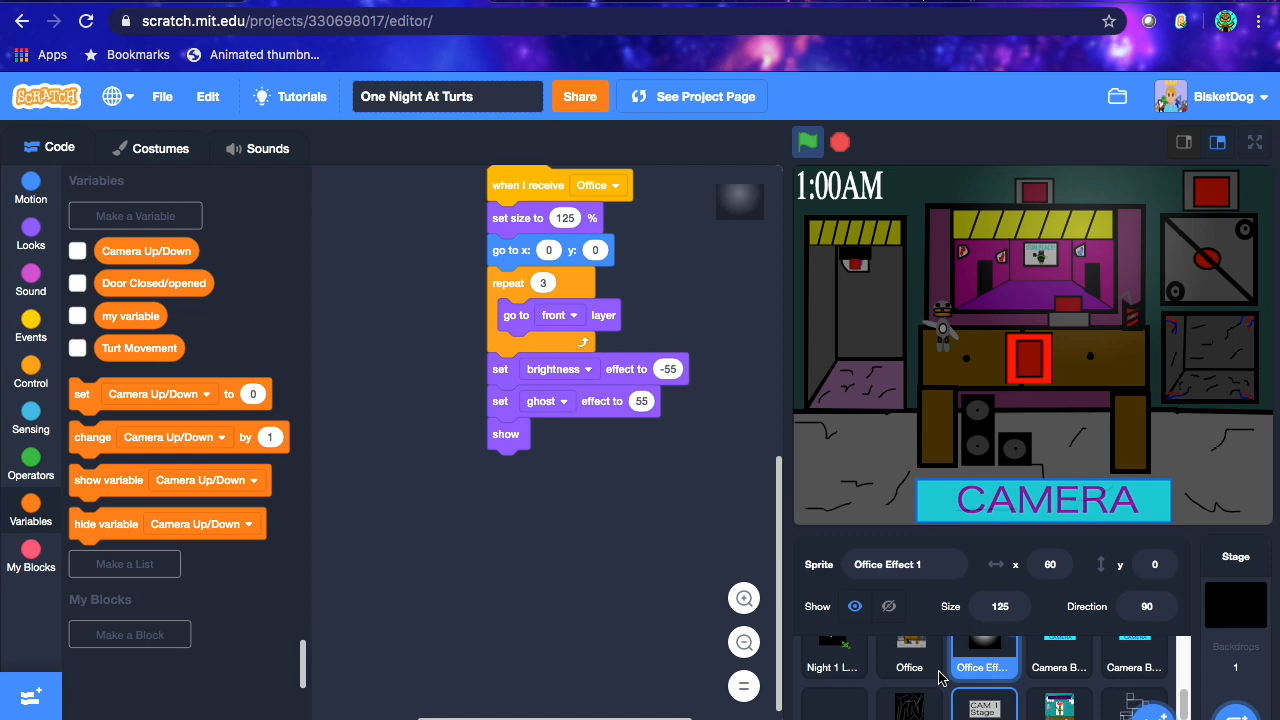 scratch.mit.edu/projects/330698017/editor/
Apps
Bookmarks
Animated thumbn...
SCRATCH
File
Edit
Tutorials
One Night At Turts
Share
See Project Page
BisketDog
Code
Costumes
Sounds
Motion
Looks
Sound
Events
Control
Sensing
Operators
Variables
My Blocks
Variables
Make a Variable
Camera Up/Down
Door Closed/opened
my variable
Turt Movement
set Camera Up/Down to 0
change Camera Up/Down by 1
show variable Camera Up/Down
hide variable Camera Up/Down
Make a List
My Blocks
Make a Block
when I receive Office
set size to 125 %
go to x: 0 y: 0
repeat 3
go to front layer
set brightness effect to -55
set ghost effect to 55
show
1:00AM
CAMERA
Sprite Office Effect 1 x 60 y 0
Show Size 125 Direction 90
Night 1 L...
Office
Office Eff...
Camera B...
Camera B...
CAM 1
Stage
Stage
Backdrops
1